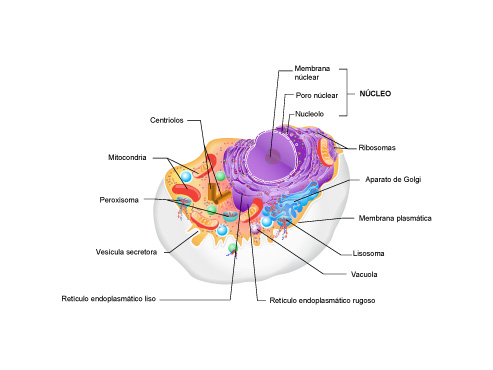 Membrana
núclear
Poro núclear
Nucleolo
NÚCLEO
Centriolos
Ribosomas
Mitocondria
Aparato de Golgi
Peroxisoma
Membrana plasmática
Vesícula secretora
Lisosoma
Vacuola
Retículo endoplasmático liso
Retículo endoplasmático rugoso